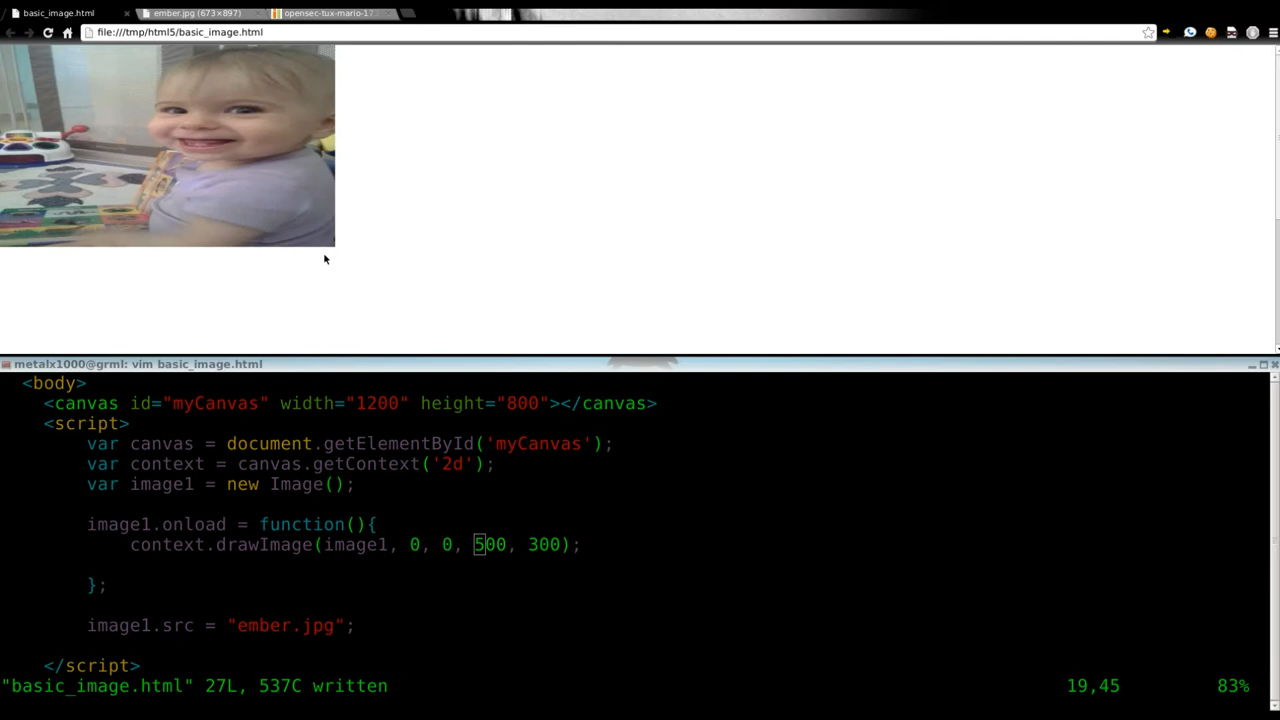 basic_image.html
ember.jpg (673×897)
opensec-tux-mario-17
file:///tmp/html5/basic_image.html
metalx1000@grml: vim basic_image.html
<body>
<canvas id="myCanvas" width="1200" height="800"></canvas>
<script>
var canvas = document.getElementById('myCanvas');
var context = canvas.getContext('2d');
var image1 = new Image();
image1.onload = function(){
context.drawImage(image1, 0, 0, 500, 300);
};
image1.src = "ember.jpg";
</script>
"basic_image.html" 27L, 537C written
19,45
83%